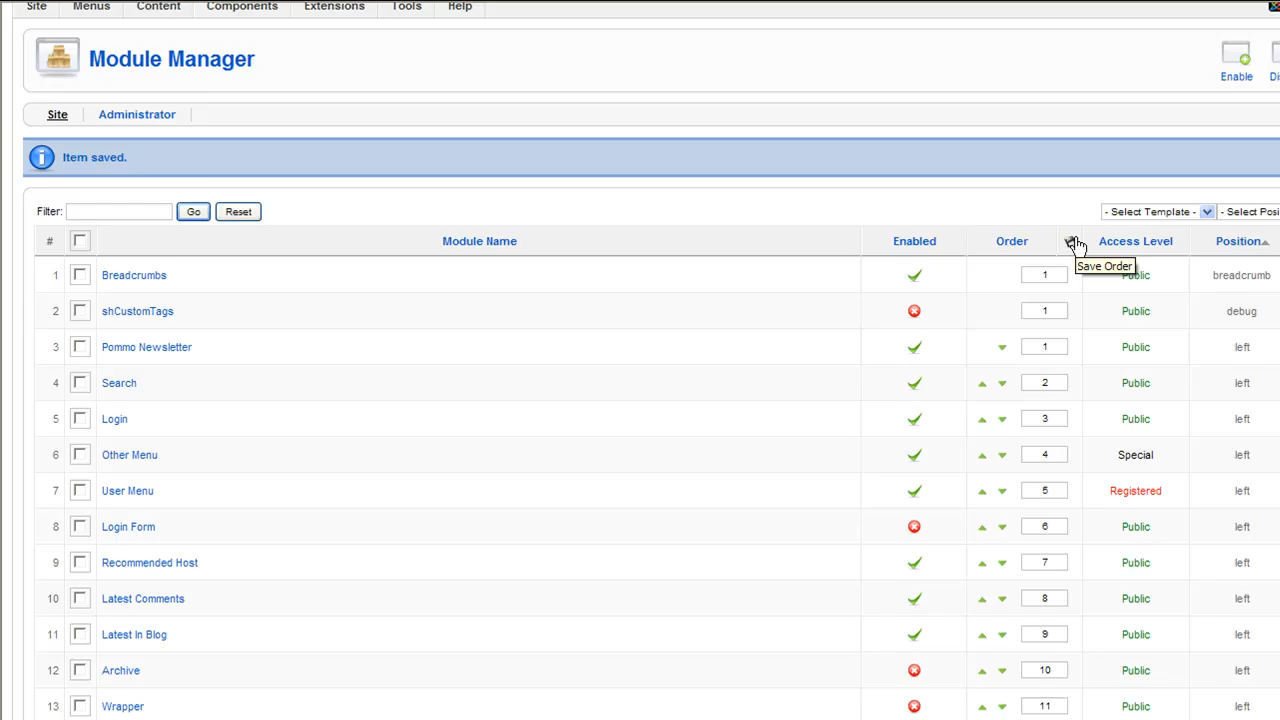 Site Menus Content Components Extensions Tools Help
Module Manager
Enable
Site Administrator
Item saved.
Filter: Go Reset - Select Template - - Select Posi
# Module Name Enabled Order Access Level Position
Save Order
1 Breadcrumbs 1 Public breadcrumb
2 shCustomTags 1 Public debug
3 Pommo Newsletter 1 Public left
4 Search 2 Public left
5 Login 3 Public left
6 Other Menu 4 Special left
7 User Menu 5 Registered left
8 Login Form 6 Public left
9 Recommended Host 7 Public left
10 Latest Comments 8 Public left
11 Latest In Blog 9 Public left
12 Archive 10 Public left
13 Wrapper 11 Public left